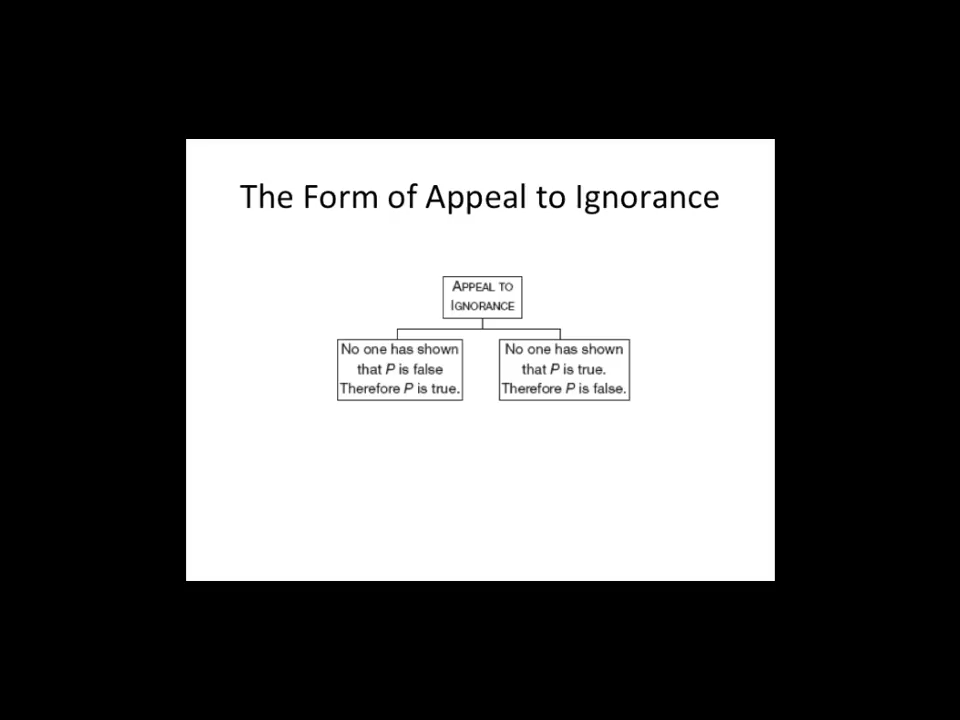 The Form of Appeal to Ignorance
APPEAL TO
IGNORANCE
No one has shown
that P is false
Therefore P is true.
No one has shown
that P is true.
Therefore P is false.